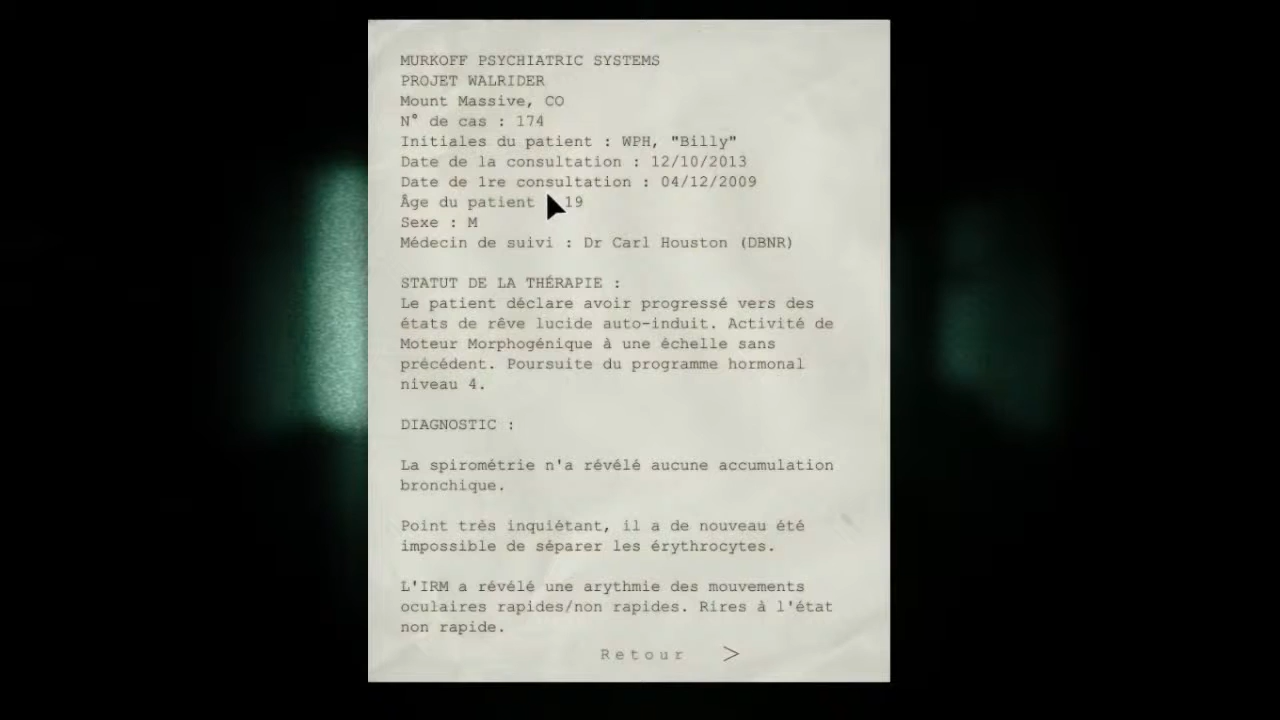 MURKOFF PSYCHIATRIC SYSTEMS
PROJET WALRIDER
Mount Massive, CO
N° de cas : 174
Initiales du patient : WPH, "Billy"
Date de la consultation : 12/10/2013
Date de 1re consultation : 04/12/2009
Âge du patient 19
Sexe : M
Médecin de suivi : Dr Carl Houston (DBNR)
STATUT DE LA THÉRAPIE :
Le patient déclare avoir progressé vers des
états de rêve lucide auto-induit. Activité de
Moteur Morphogénique à une échelle sans
précédent. Poursuite du programme hormonal
niveau 4.
DIAGNOSTIC :
La spirométrie n'a révélé aucune accumulation
bronchique.
Point très inquiétant, il a de nouveau été
impossible de séparer les érythrocytes.
L'IRM a révélé une arythmie des mouvements
oculaires rapides/non rapides. Rires à l'état
non rapide.
Retour >